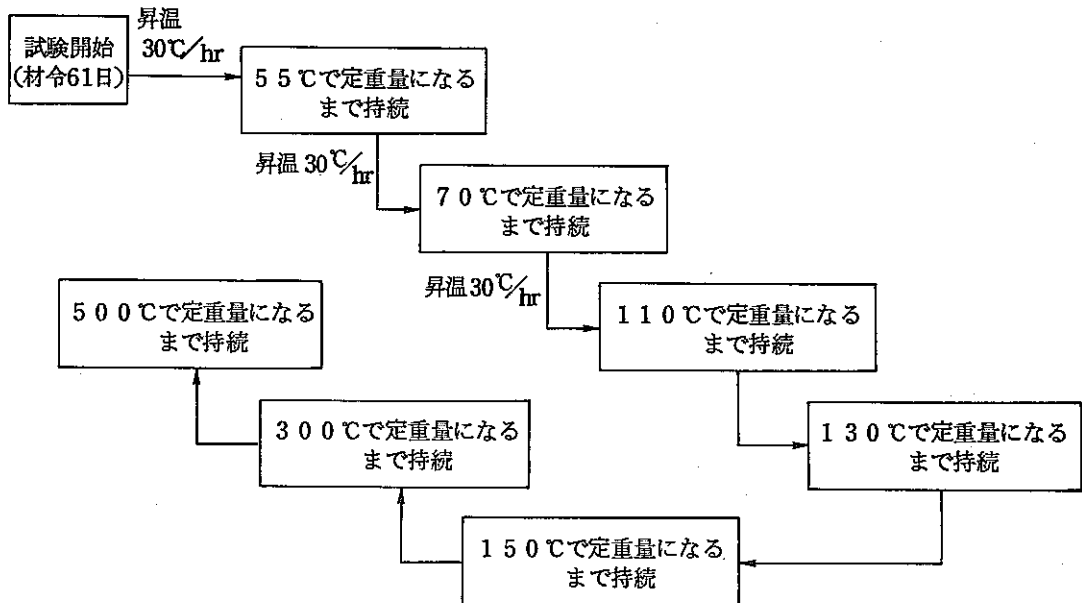 試験開始
(材令61日)
昇温
30℃/hr
５５℃で定重量になる
まで持続
昇温 30℃/hr
７０℃で定重量になる
まで持続
昇温 30℃/hr
１１０℃で定重量になる
まで持続
１３０℃で定重量になる
まで持続
１５０℃で定重量になる
まで持続
３００℃で定重量になる
まで持続
５００℃で定重量になる
まで持続